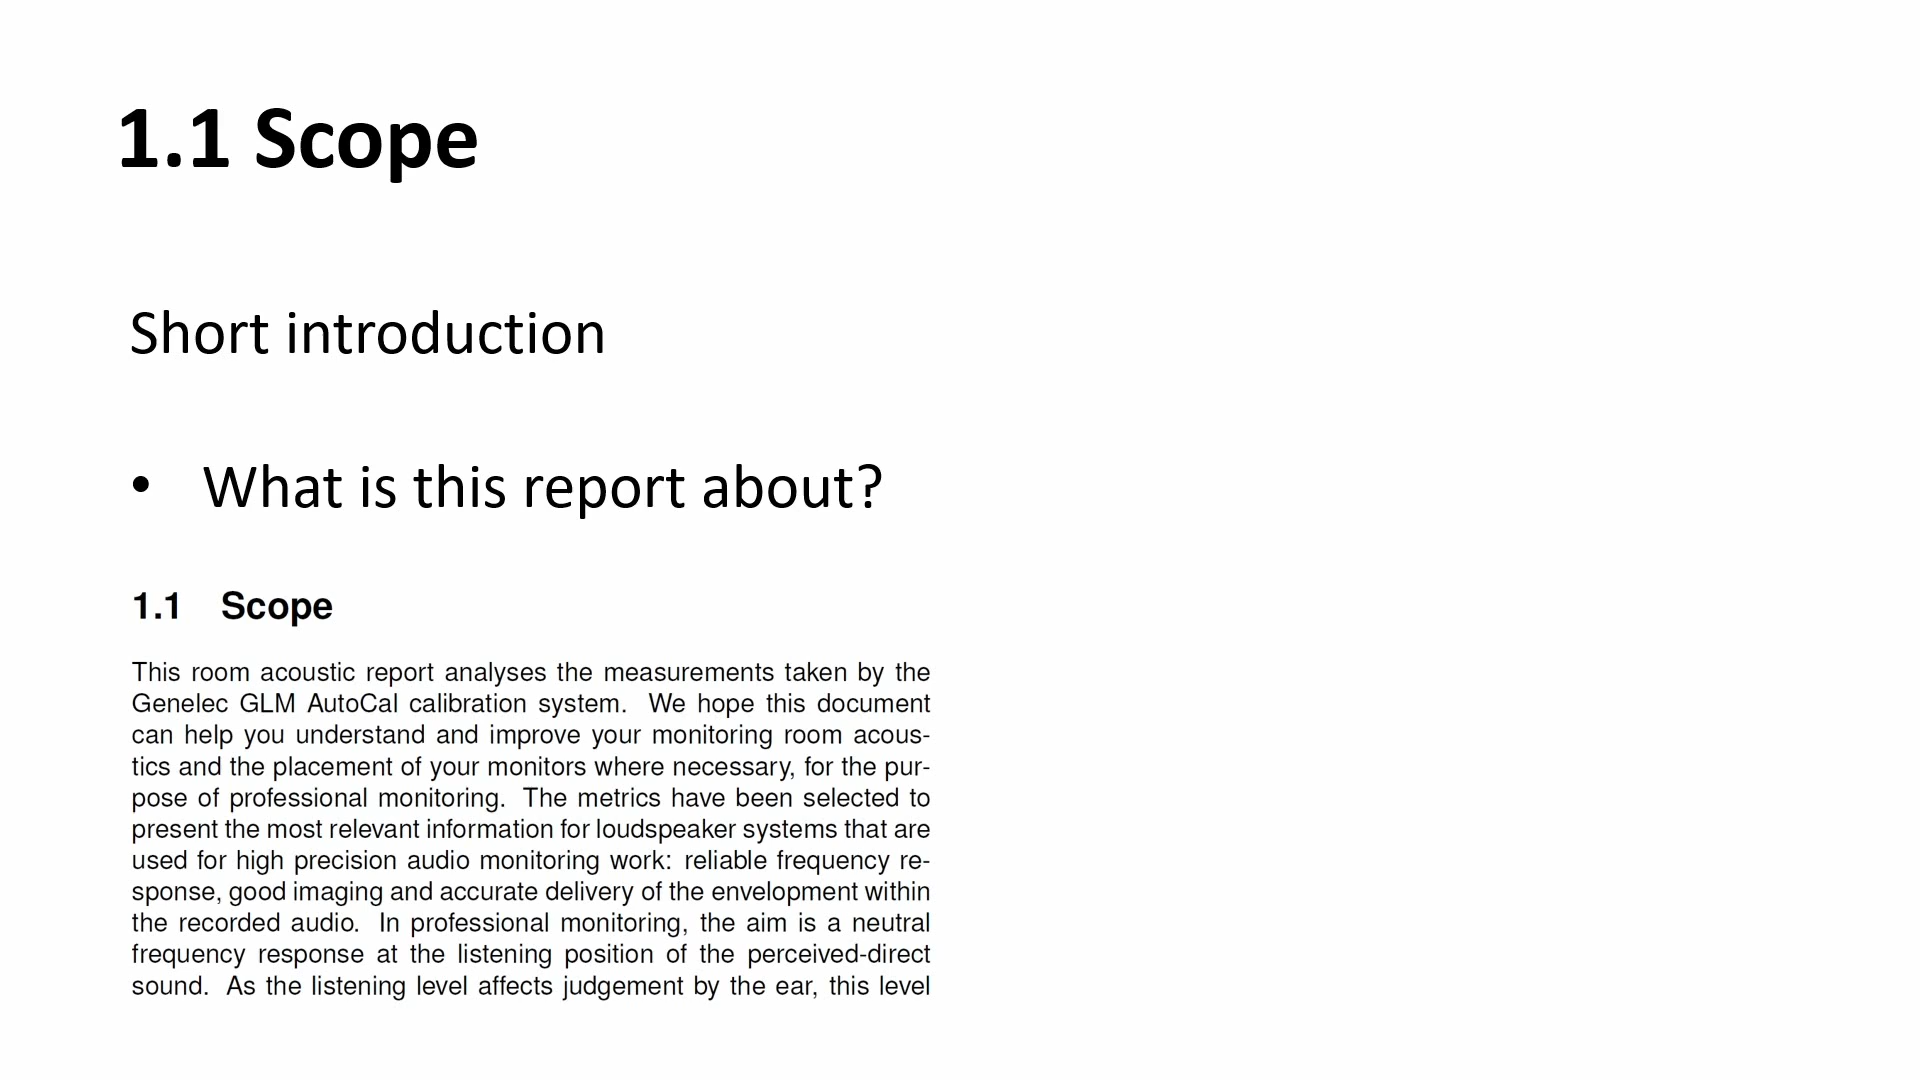 1.1 Scope
Short introduction
• What is this report about?
1.1 Scope
This room acoustic report analyses the measurements taken by the
Genelec GLM AutoCal calibration system. We hope this document
can help you understand and improve your monitoring room acous-
tics and the placement of your monitors where necessary, for the pur-
pose of professional monitoring. The metrics have been selected to
present the most relevant information for loudspeaker systems that are
used for high precision audio monitoring work: reliable frequency re-
sponse, good imaging and accurate delivery of the envelopment within
the recorded audio. In professional monitoring, the aim is a neutral
frequency response at the listening position of the perceived-direct
sound. As the listening level affects judgement by the ear, this level